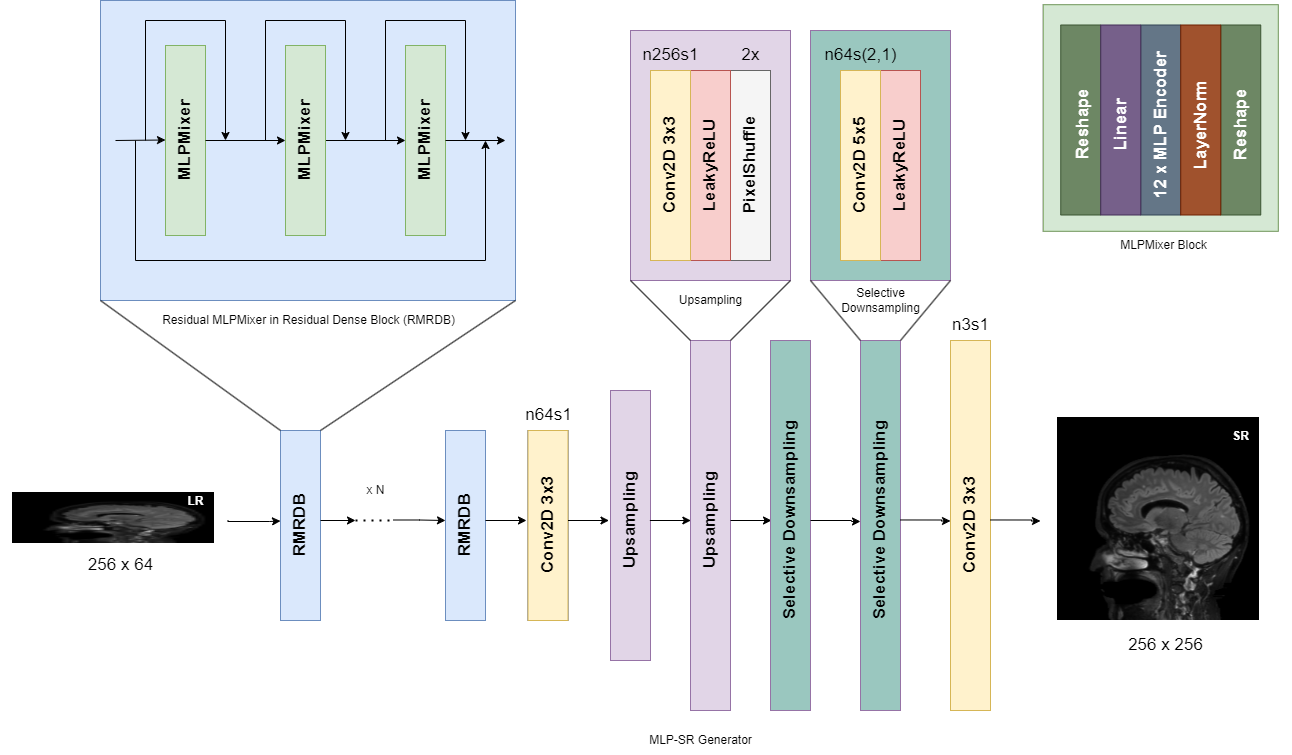 MLPMixer
MLPMixer
MLPMixer
Residual MLPMixer in Residual Dense Block (RMRDB)
n256s1
2x
Conv2D 3x3
LeakyReLU
PixelShuffle
Upsampling
n64s(2,1)
Conv2D 5x5
LeakyReLU
Selective
Downsampling
Reshape
Linear
12 x MLP Encoder
LayerNorm
Reshape
MLPMixer Block
LR
256 x 64
RMRDB
x N
RMRDB
n64s1
Conv2D 3x3
Upsampling
Upsampling
Selective Downsampling
Selective Downsampling
n3s1
Conv2D 3x3
SR
256 x 256
MLP-SR Generator